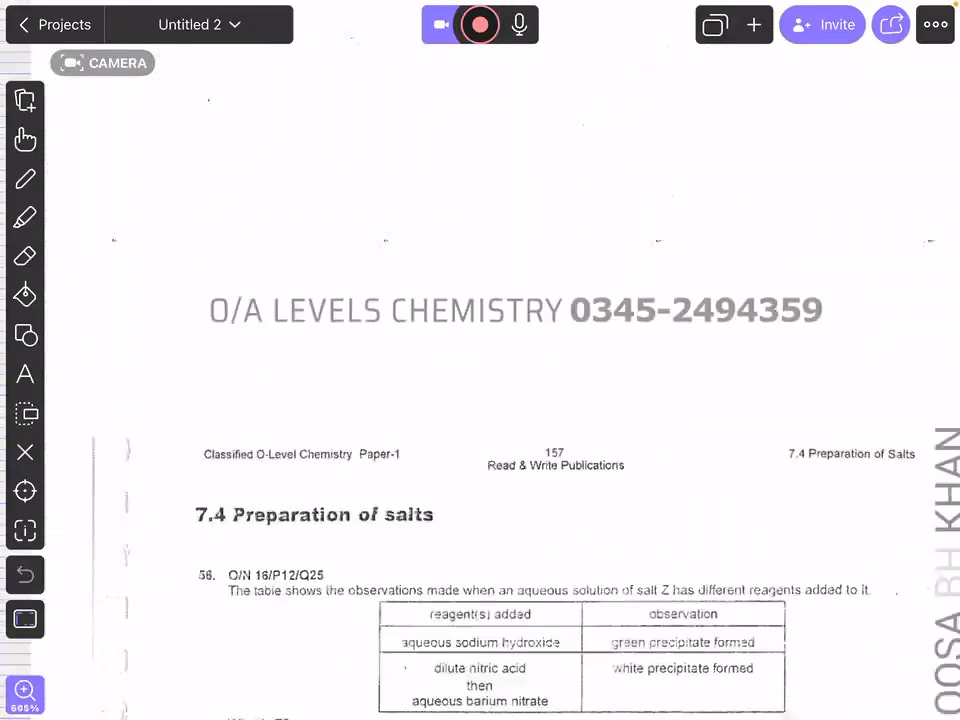 Projects
Untitled 2
Invite
CAMERA
O/A LEVELS CHEMISTRY 0345-2494359
Classified O-Level Chemistry Paper-1
157
Read & Write Publications
7.4 Preparation of Salts
7.4 Preparation of salts
56. O/N 16/P12/Q25
The table shows the observations made when an aqueous solution of salt Z has different reagents added to it.
reagent(s) added
observation
aqueous sodium hydroxide
green precipitate formed
dilute nitric acid
then
aqueous barium nitrate
white precipitate formed
OOSA BH KHAN
A
665%